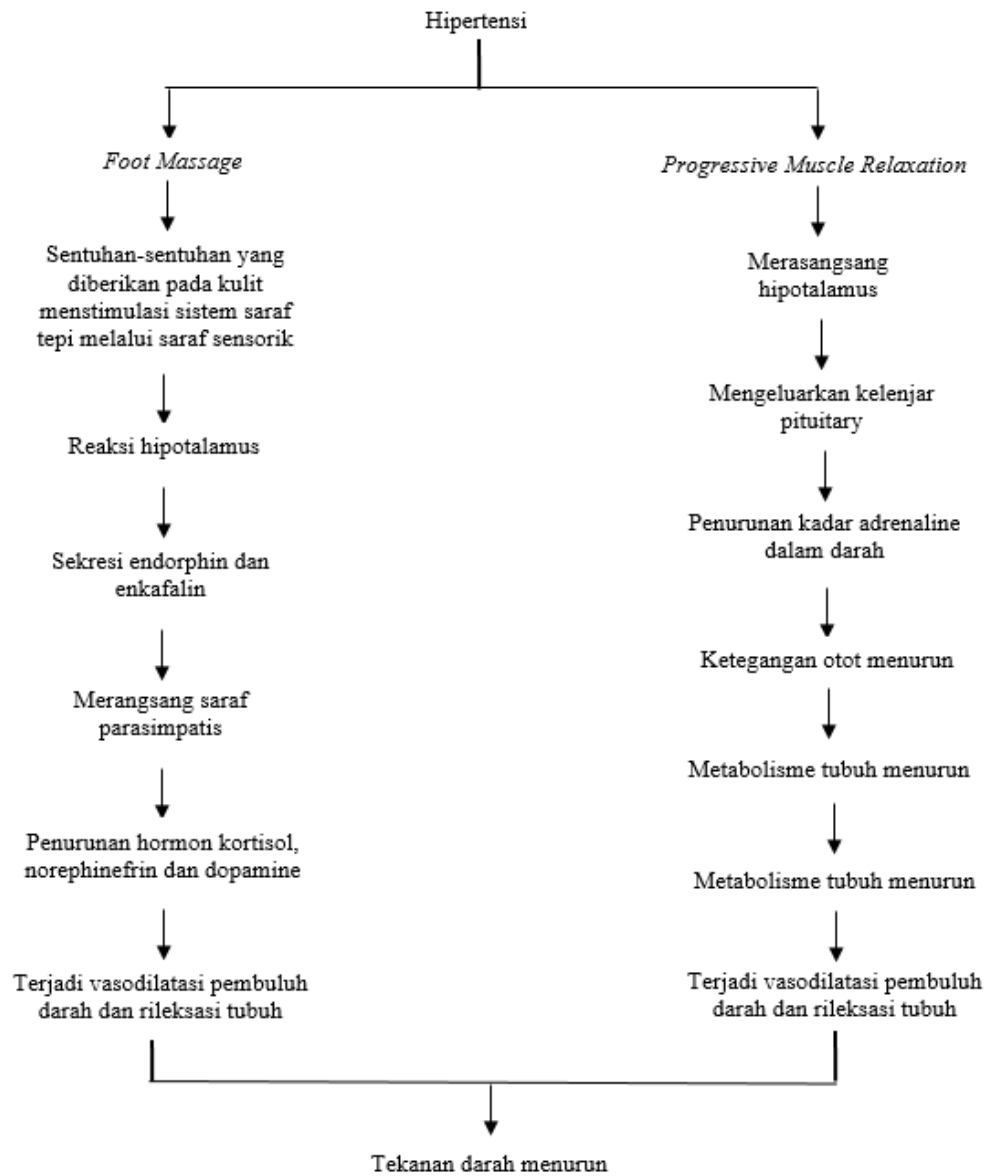 Hipertensi
Foot Massage
Sentuhan-sentuhan yang
diberikan pada kulit
menstimulasi sistem saraf
tepi melalui saraf sensorik
Reaksi hipotalamus
Sekresi endorphin dan
enkafalin
Merangsang saraf
parasimpatis
Penurunan hormon kortisol,
norephinefrin dan dopamine
Terjadi vasodilatasi pembuluh
darah dan rileksasi tubuh
Progressive Muscle Relaxation
Merasangsang
hipotalamus
Mengeluarkan kelenjar
pituitary
Penurunan kadar adrenaline
dalam darah
Ketegangan otot menurun
Metabolisme tubuh menurun
Metabolisme tubuh menurun
Terjadi vasodilatasi pembuluh
darah dan rileksasi tubuh
Tekanan darah menurun